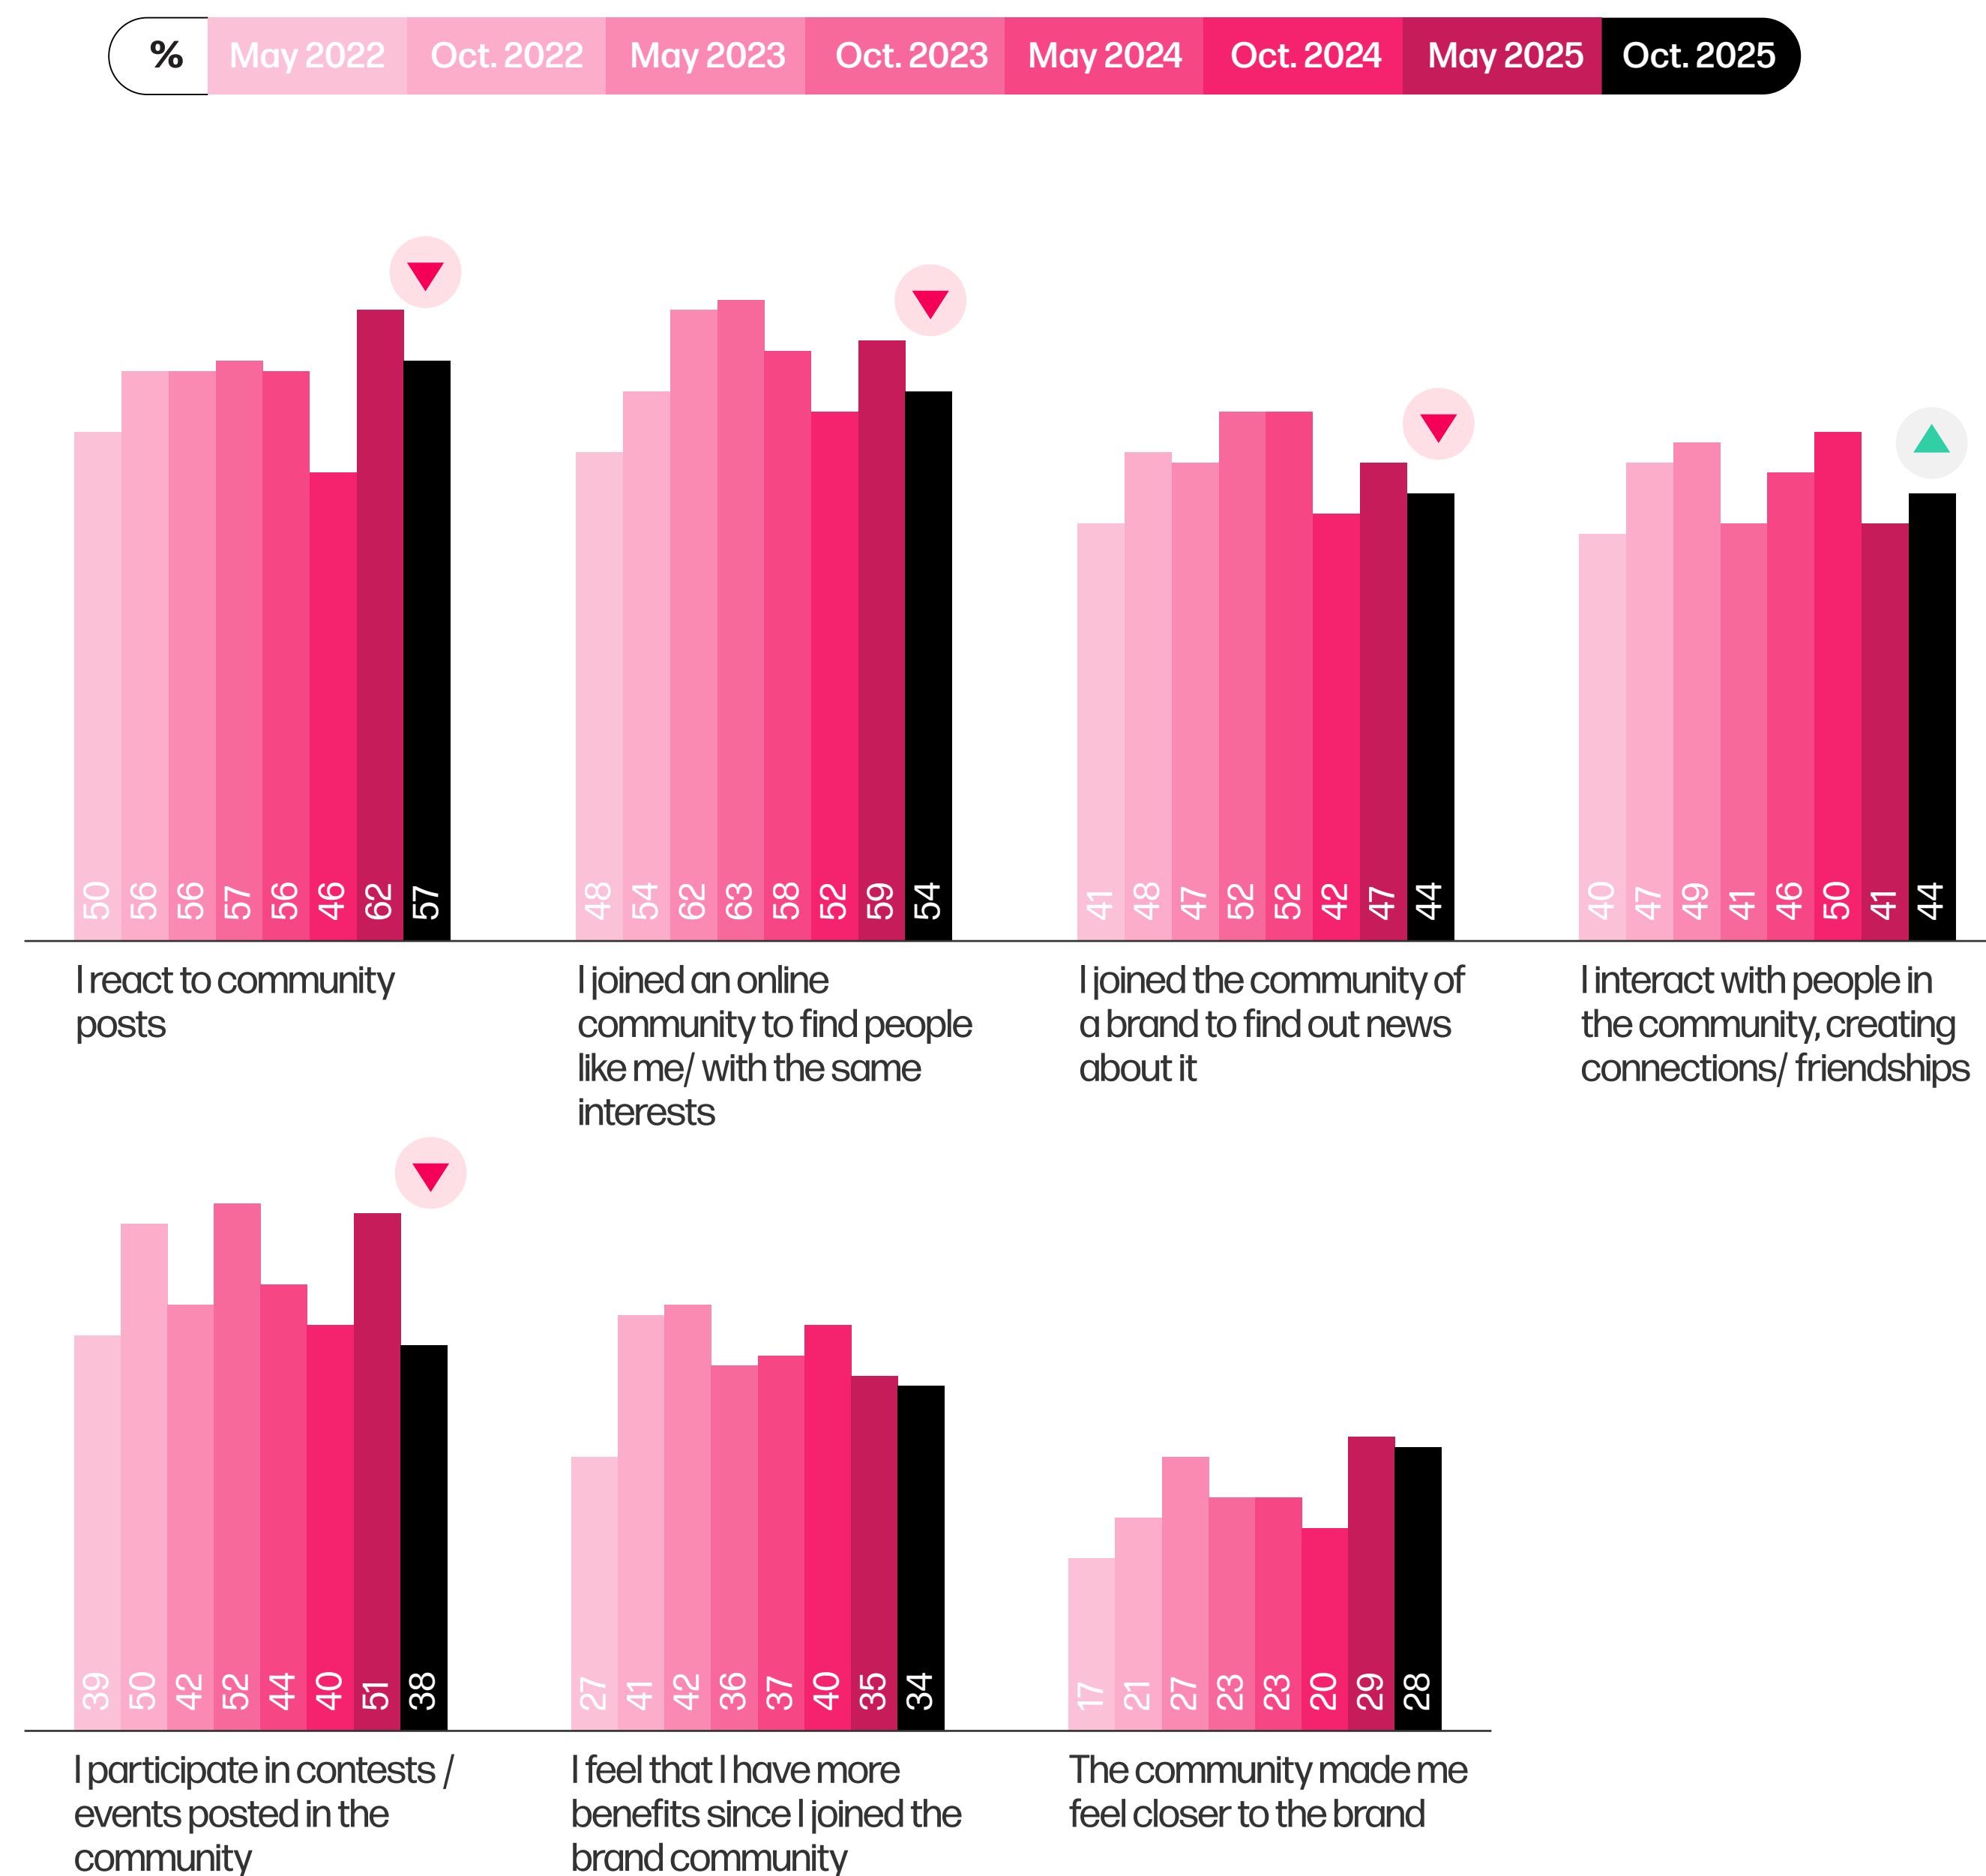 % May 2022 Oct. 2022 May 2023 Oct. 2023 May 2024 Oct. 2024 May 2025 Oct. 2025
50 56 56 57 56 46 62 57
48 54 62 63 58 52 59 54
41 48 47 52 52 42 47 44
40 47 49 41 46 50 41 44
I react to community
posts
I joined an online
community to find people
like me/ with the same
interests
I joined the community of
a brand to find out news
about it
I interact with people in
the community, creating
connections/ friendships
39 50 42 52 44 40 51 38
27 41 42 36 37 40 35 34
17 21 27 23 23 20 29 28
I participate in contests /
events posted in the
community
I feel that I have more
benefits since I joined the
brand community
The community made me
feel closer to the brand